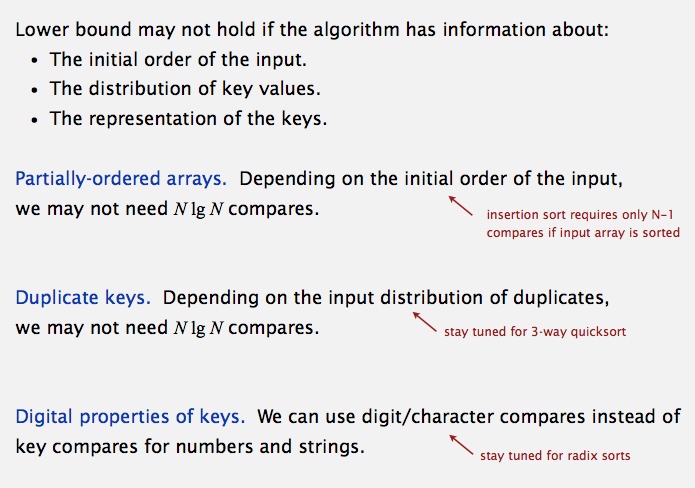 Lower bound may not hold if the algorithm has information about:
• The initial order of the input.
• The distribution of key values.
• The representation of the keys.
Partially-ordered arrays. Depending on the initial order of the input,
we may not need N lg N compares.
insertion sort requires only N-1
compares if input array is sorted
Duplicate keys. Depending on the input distribution of duplicates,
we may not need N lg N compares.
stay tuned for 3-way quicksort
Digital properties of keys. We can use digit/character compares instead of
key compares for numbers and strings.
stay tuned for radix sorts